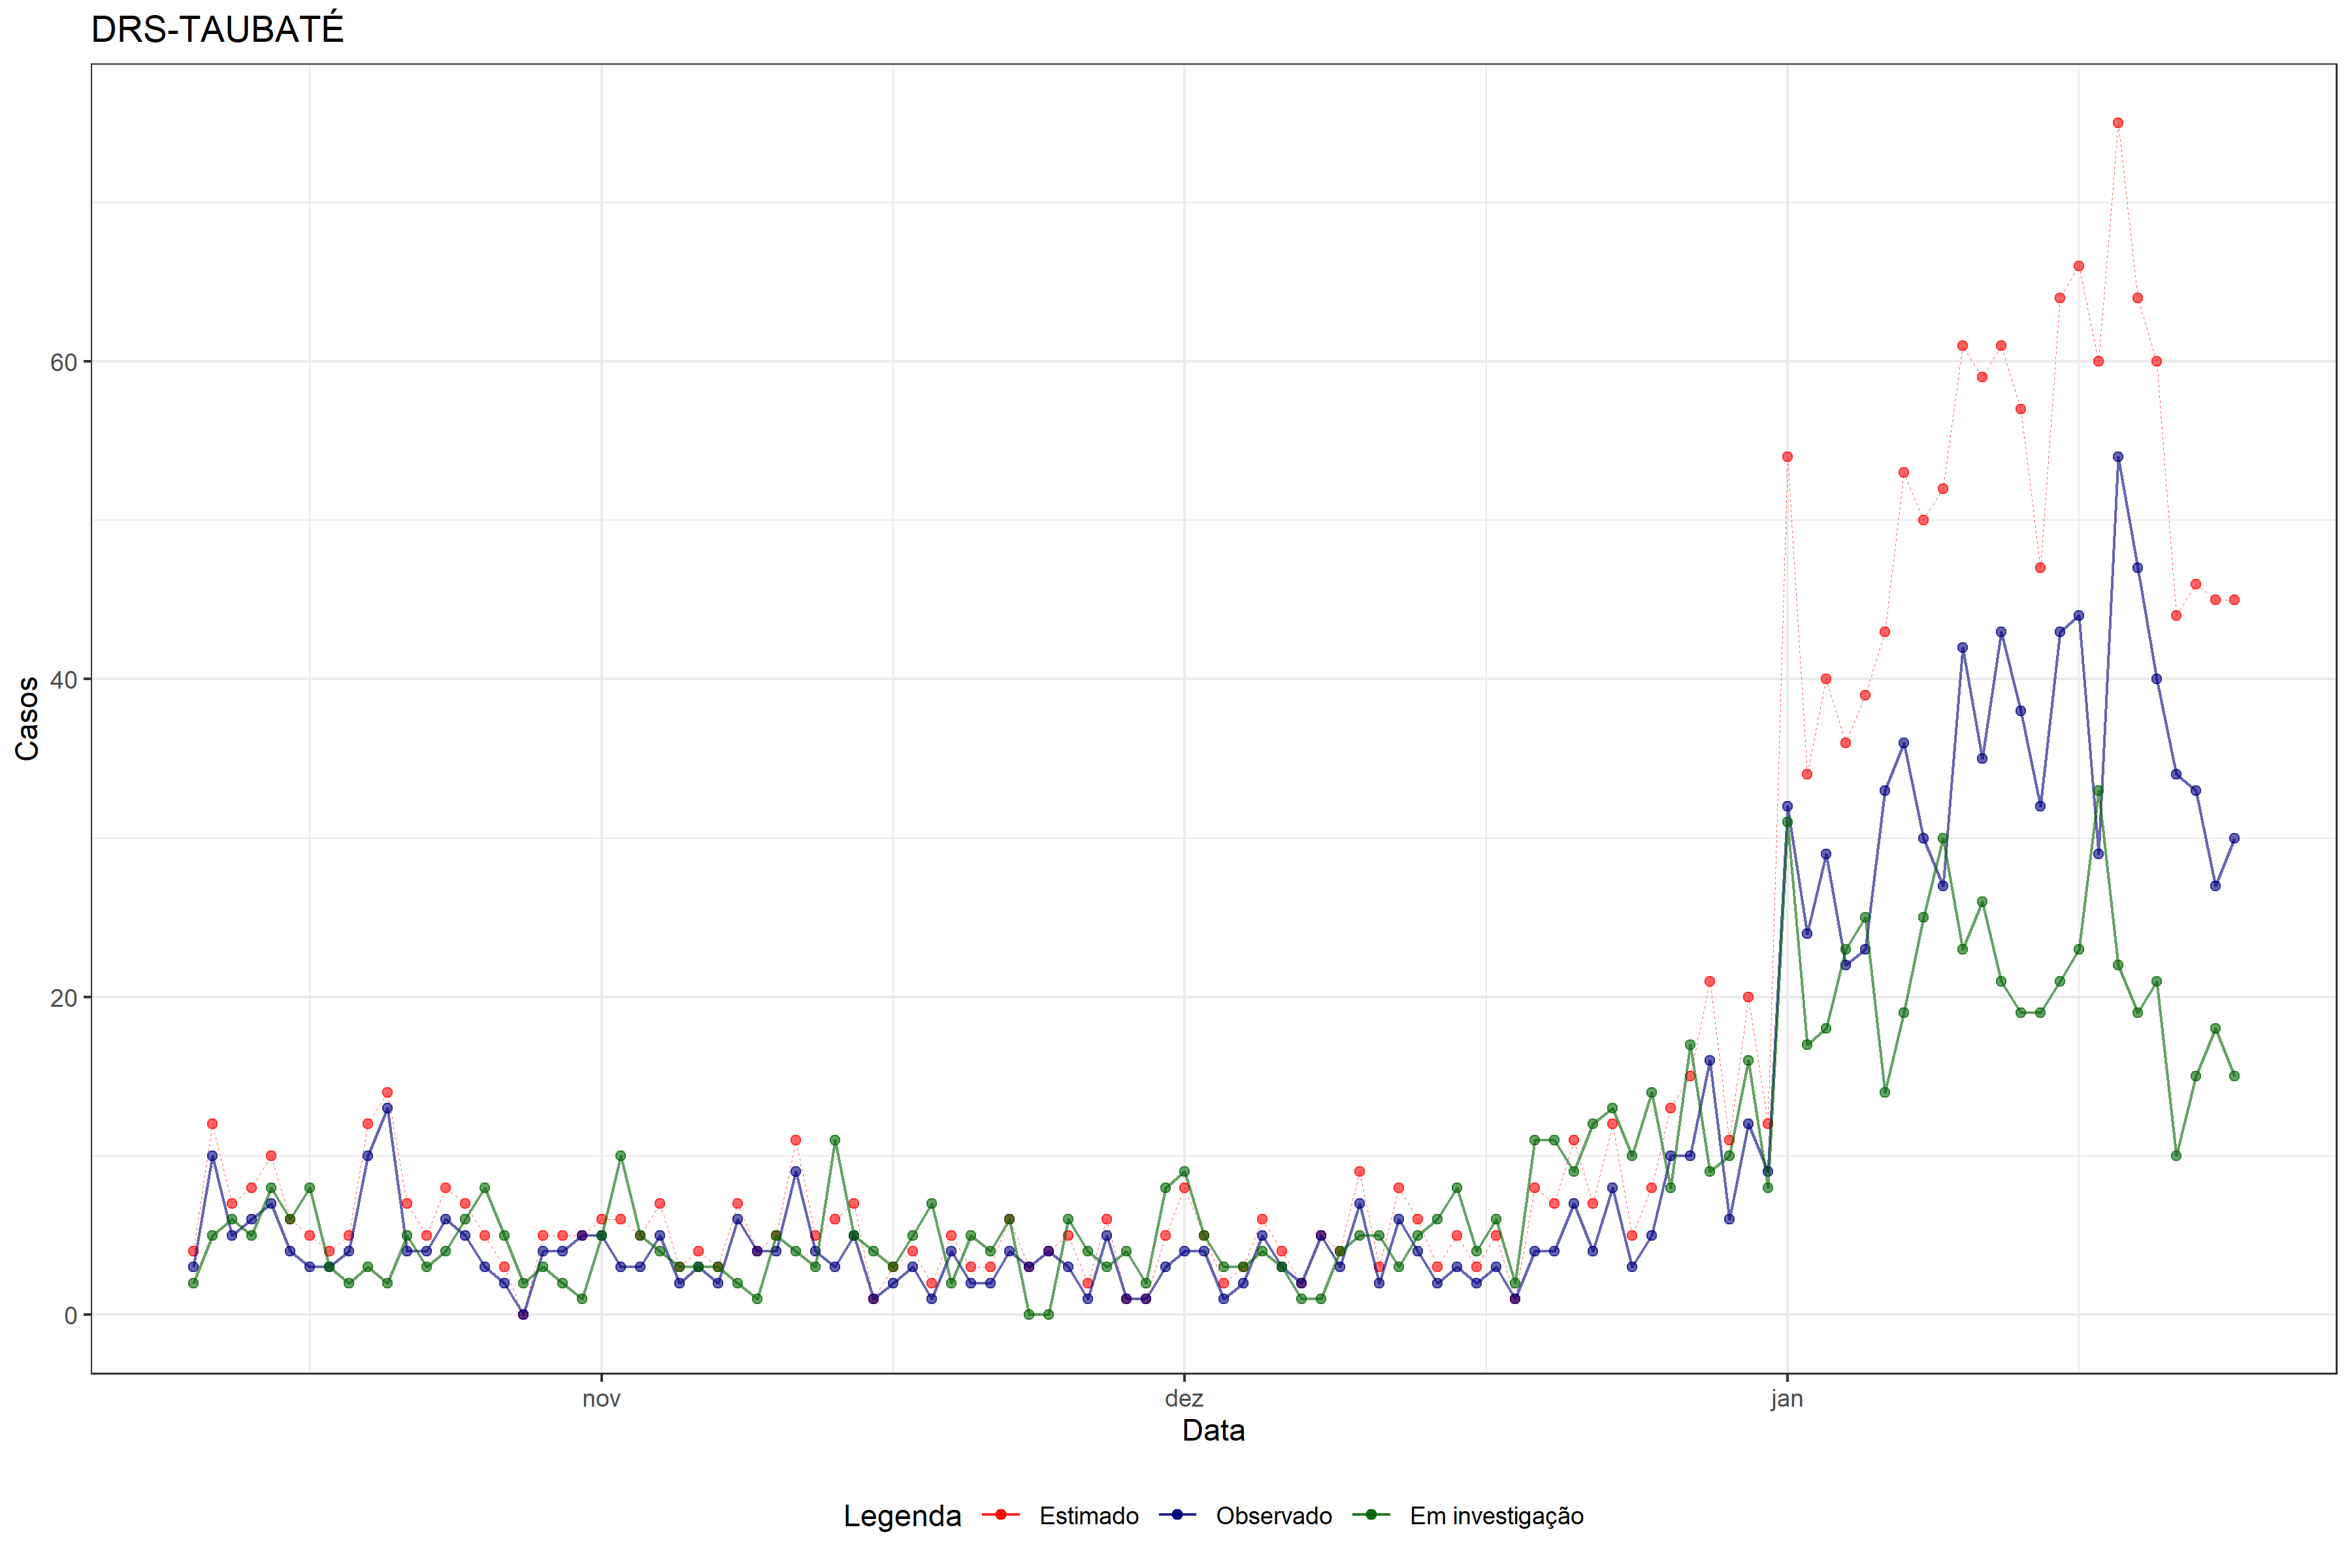 DRS-TAUBATÉ
Casos
60
40
20
0
nov dez jan
Data
Legenda Estimado Observado Em investigação